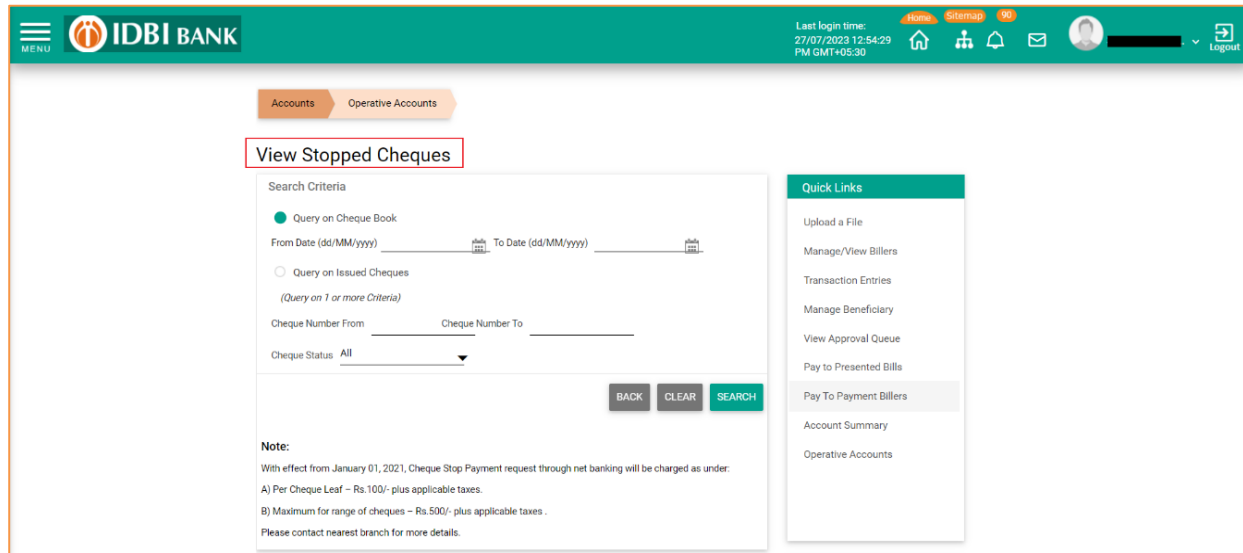 MENU
IDBI BANK
Last login time:
27/07/2023 12:54:29
PM GMT+05:30
Home
Sitemap
90
Logout
Accounts
Operative Accounts
View Stopped Cheques
Search Criteria
Query on Cheque Book
From Date (dd/MM/yyyy) To Date (dd/MM/yyyy)
Query on Issued Cheques
(Query on 1 or more Criteria)
Cheque Number From Cheque Number To
Cheque Status All
BACK CLEAR SEARCH
Note:
With effect from January 01, 2021, Cheque Stop Payment request through net banking will be charged as under:
A) Per Cheque Leaf – Rs.100/- plus applicable taxes.
B) Maximum for range of cheques – Rs.500/- plus applicable taxes .
Please contact nearest branch for more details.
Quick Links
Upload a File
Manage/View Billers
Transaction Entries
Manage Beneficiary
View Approval Queue
Pay to Presented Bills
Pay To Payment Billers
Account Summary
Operative Accounts